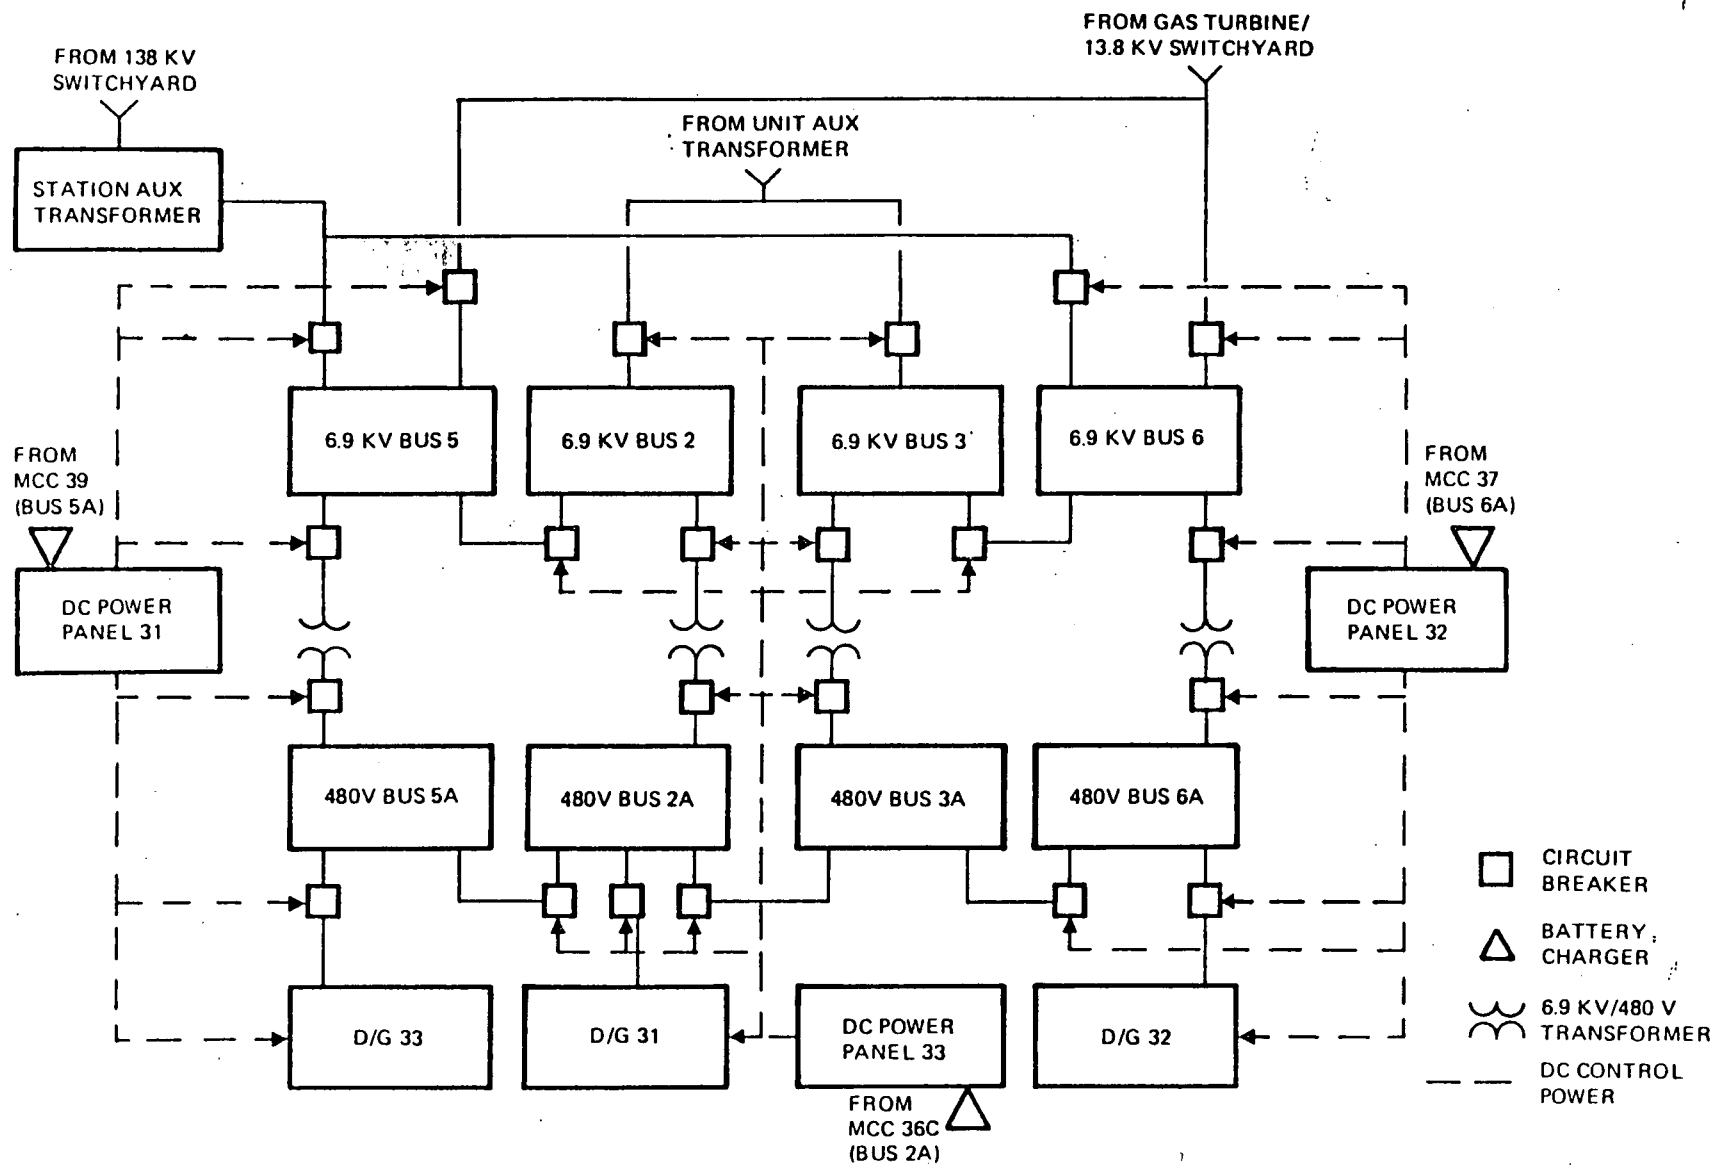 FROM GAS TURBINE/
13.8 KV SWITCHYARD
FROM 138 KV
SWITCHYARD
FROM UNIT AUX
TRANSFORMER
STATION AUX
TRANSFORMER
6.9 KV BUS 5
6.9 KV BUS 2
6.9 KV BUS 3
6.9 KV BUS 6
FROM
MCC 39
(BUS 5A)
FROM
MCC 37
(BUS 6A)
DC POWER
PANEL 31
DC POWER
PANEL 32
480V BUS 5A
480V BUS 2A
480V BUS 3A
480V BUS 6A
CIRCUIT
BREAKER
BATTERY
CHARGER
6.9 KV/480 V
TRANSFORMER
DC CONTROL
POWER
D/G 33
D/G 31
DC POWER
PANEL 33
D/G 32
FROM
MCC 36C
(BUS 2A)